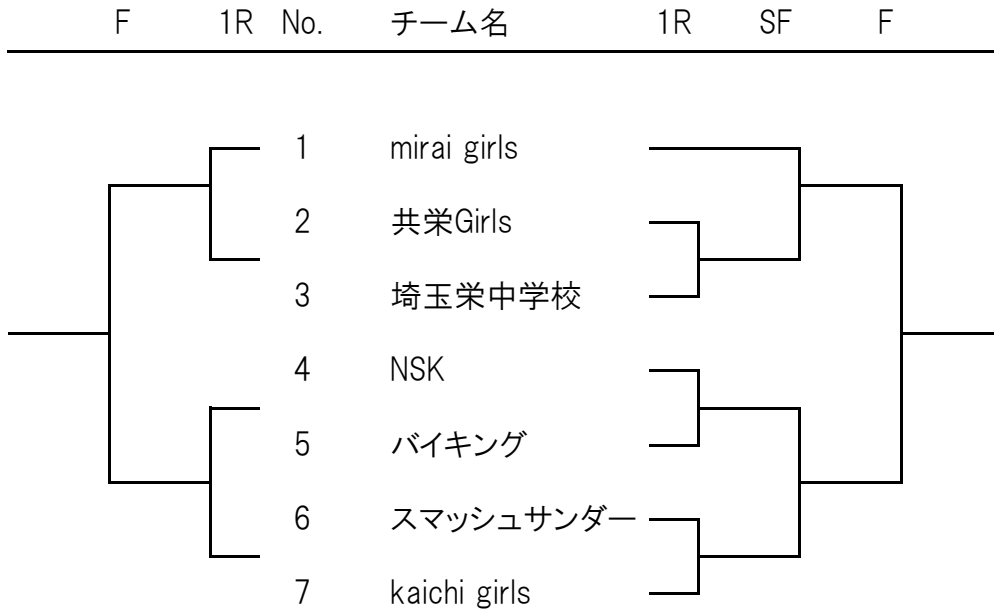 F 1R No. チーム名 1R SF F
1 mirai girls
2 共栄Girls
3 埼玉栄中学校
4 NSK
5 バイキング
6 スマッシュサンダー
7 kaichi girls